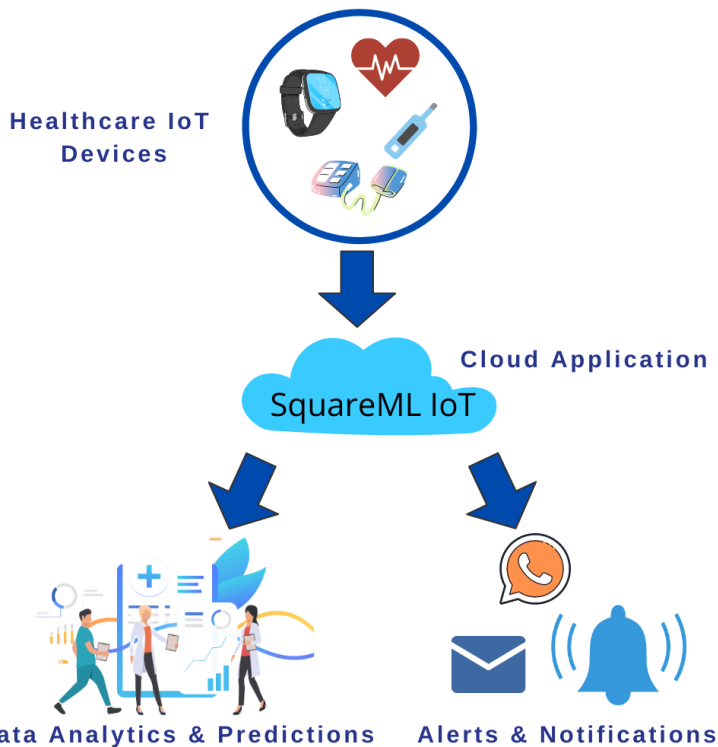 Healthcare IoT
Devices
Cloud Application
SquareML IoT
ata Analytics & Predictions
Alerts & Notifications